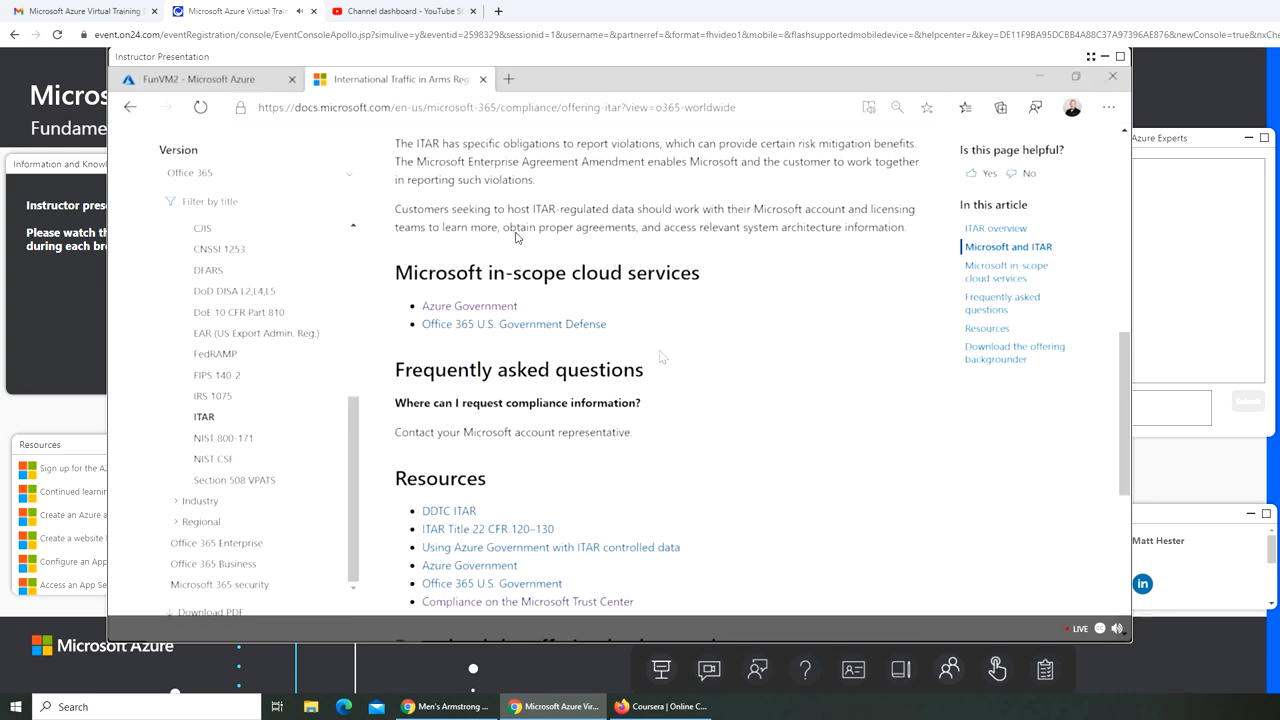 Microsoft Azure Virtual Training
Microsoft Azure Virtual Train
Channel dashboard - YouTube St
event.on24.com/eventRegistration/console/EventConsoleApollo.jsp?simulive=y&eventid=2598329&sessionid=1&username=&partnerref=&format=fhvideo1&mobile=&flashsupportedmobiledevice=&helpcenter=&key=DE11F9BA95DCBB4A88C37A97396AE876&newConsole=true&nxChe
Micros
Fundame
Instructor Presentation
FunVM2 - Microsoft Azure
International Traffic in Arms Reg
https://docs.microsoft.com/en-us/microsoft-365/compliance/offering-itar?view=o365-worldwide
Information and Know
Instructor pres
Please watch th
during each bre
Azure Experts
Submit
Version
Office 365
Filter by title
CJIS
CNSSI 1253
DFARS
DoD DISA L2,L4,L5
DoE 10 CFR Part 810
EAR (US Export Admin. Reg.)
FedRAMP
FIPS 140-2
IRS 1075
ITAR
NIST 800-171
NIST CSF
Section 508 VPATS
Industry
Regional
Office 365 Enterprise
Office 365 Business
Microsoft 365 security
Download PDF
The ITAR has specific obligations to report violations, which can provide certain risk mitigation benefits.
The Microsoft Enterprise Agreement Amendment enables Microsoft and the customer to work together
in reporting such violations.
Customers seeking to host ITAR-regulated data should work with their Microsoft account and licensing
teams to learn more, obtain proper agreements, and access relevant system architecture information.
Microsoft in-scope cloud services
Azure Government
Office 365 U.S. Government Defense
Frequently asked questions
Where can I request compliance information?
Contact your Microsoft account representative.
Resources
DDTC ITAR
ITAR Title 22 CFR 120–130
Using Azure Government with ITAR controlled data
Azure Government
Office 365 U.S. Government
Compliance on the Microsoft Trust Center
Is this page helpful?
Yes
No
In this article
ITAR overview
Microsoft and ITAR
Microsoft in-scope
cloud services
Frequently asked
questions
Resources
Download the offering
backgrounder
Resources
Sign up for the Az
Continued learnin
Create an Azure a
Create a website
Configure an App
Access an App Se
Matt Hester
in
LIVE
CC
Microsoft Azure
Search
Men's Armstrong ...
Microsoft Azure Vir...
Coursera | Online C...